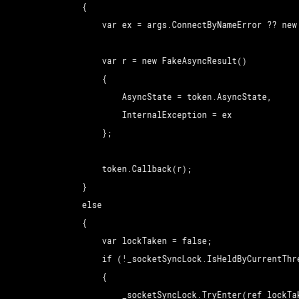 {
var ex = args.ConnectByNameError ?? new
var r = new FakeAsyncResult()
{
AsyncState = token.AsyncState,
InternalException = ex
};
token.Callback(r);
}
else
{
var lockTaken = false;
if (!_socketSyncLock.IsHeldByCurrentThre
{
_socketSyncLock.TryEnter(ref lockTak